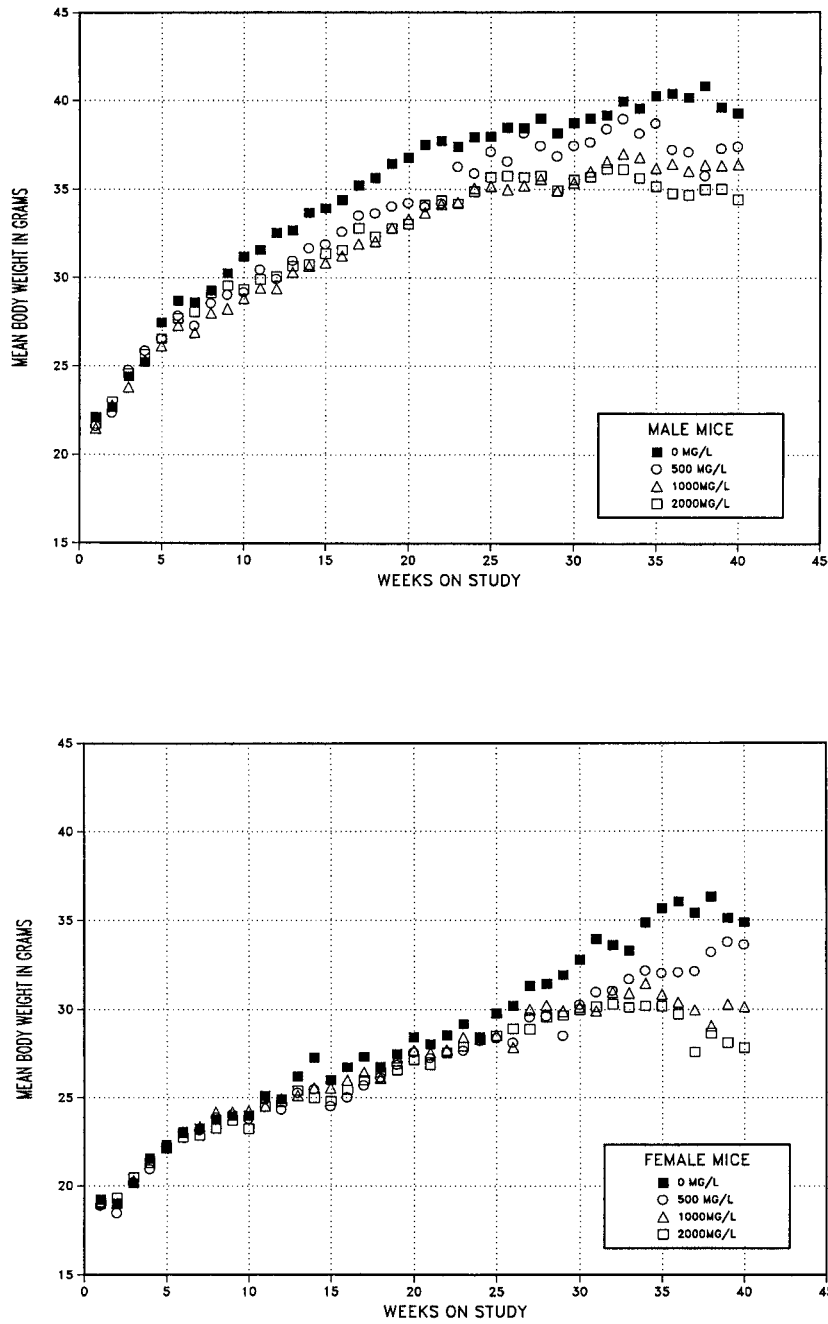 45
40
35
30
25
20
15
MEAN BODY WEIGHT IN GRAMS
MALE MICE
0 MG/L
500 MG/L
1000MG/L
2000MG/L
0 5 10 15 20 25 30 35 40 45
WEEKS ON STUDY
45
40
35
30
25
20
15
MEAN BODY WEIGHT IN GRAMS
FEMALE MICE
0 MG/L
500 MG/L
1000MG/L
2000MG/L
0 5 10 15 20 25 30 35 40 45
WEEKS ON STUDY